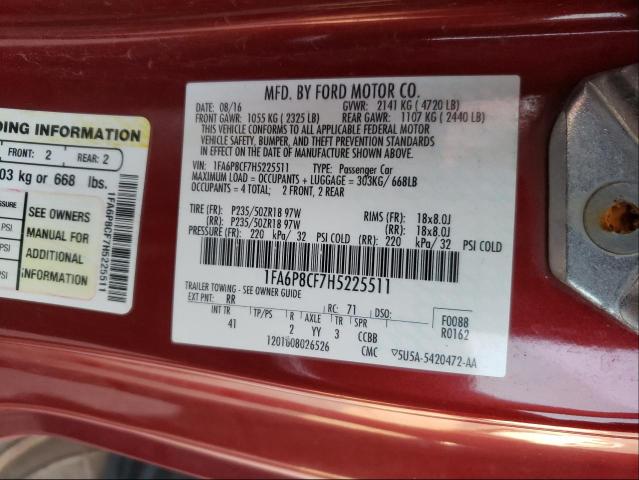 MFD. BY FORD MOTOR CO.
DATE: 08/16 GVWR: 2141 KG ( 4720 LB)
FRONT GAWR: 1055 KG ( 2325 LB) REAR GAWR: 1107 KG ( 2440 LB)
THIS VEHICLE CONFORMS TO ALL APPLICABLE FEDERAL MOTOR
VEHICLE SAFETY, BUMPER, AND THEFT PREVENTION STANDARDS
IN EFFECT ON THE DATE OF MANUFACTURE SHOWN ABOVE.
VIN: 1FA6P8CF7H5225511 TYPE: Passenger Car
MAXIMUM LOAD = OCCUPANTS + LUGGAGE = 303KG/ 668LB
OCCUPANTS = 4 TOTAL: 2 FRONT, 2 REAR
TIRE (FR): P235/50ZR18 97W RIMS (FR): 18x8.0J
(RR): P235/50ZR18 97W (RR): 18x8.0J
PRESSURE (FR): 220 kPa/ 32 PSI COLD (RR): 220 kPa/ 32 PSI COLD
1FA6P8CF7H5225511
TRAILER TOWING - SEE OWNER GUIDE
EXT PNT: RR RC: 71 DSO: F0088
INT TR TP/PS R AXLE TR SPR R0162
41 2 YY 3 CCBB
1201608026526 CMC 5U5A-5420472-AA
DING INFORMATION
FRONT: 2 REAR: 2
03 kg or 668 lbs.
PRESSURE
PSI
PSI
PSI
SEE OWNERS
MANUAL FOR
ADDITIONAL
INFORMATION
1FA6P8CF7H5225511